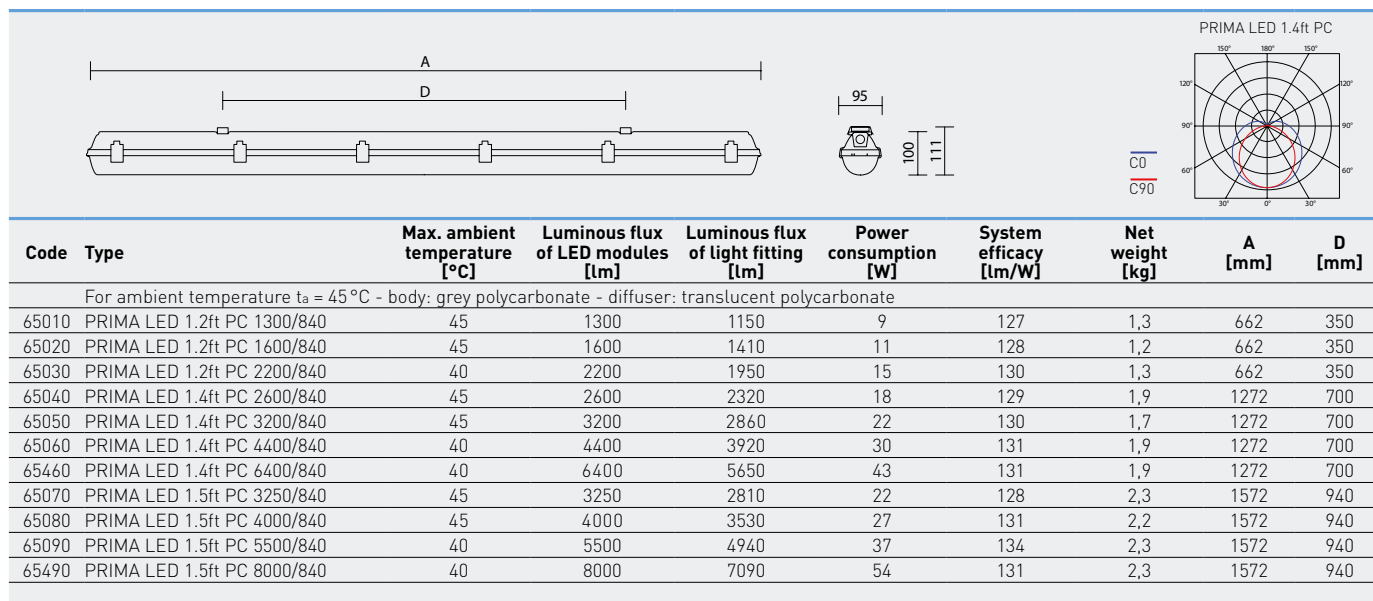 PRIMA LED 1.4ft PC
150° 180° 150°
120° 120°
90° 90°
60° 60°
30° 0° 30°
C0
C90
A
D
95
100
111
Code Type Max. ambient temperature [°C] Luminous flux of LED modules [lm] Luminous flux of light fitting [lm] Power consumption [W] System efficacy [lm/W] Net weight [kg] A [mm] D [mm]
For ambient temperature ta = 45°C - body: grey polycarbonate - diffuser: translucent polycarbonate
65010 PRIMA LED 1.2ft PC 1300/840 45 1300 1150 9 127 1,3 662 350
65020 PRIMA LED 1.2ft PC 1600/840 45 1600 1410 11 128 1,2 662 350
65030 PRIMA LED 1.2ft PC 2200/840 40 2200 1950 15 130 1,3 662 350
65040 PRIMA LED 1.4ft PC 2600/840 45 2600 2320 18 129 1,9 1272 700
65050 PRIMA LED 1.4ft PC 3200/840 45 3200 2860 22 130 1,7 1272 700
65060 PRIMA LED 1.4ft PC 4400/840 40 4400 3920 30 131 1,9 1272 700
65460 PRIMA LED 1.4ft PC 6400/840 40 6400 5650 43 131 1,9 1272 700
65070 PRIMA LED 1.5ft PC 3250/840 45 3250 2810 22 128 2,3 1572 940
65080 PRIMA LED 1.5ft PC 4000/840 45 4000 3530 27 131 2,2 1572 940
65090 PRIMA LED 1.5ft PC 5500/840 40 5500 4940 37 134 2,3 1572 940
65490 PRIMA LED 1.5ft PC 8000/840 40 8000 7090 54 131 2,3 1572 940